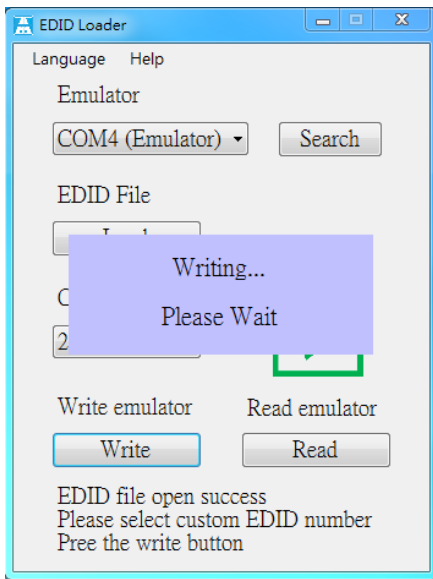 EDID Loader
Language Help
Emulator
COM4 (Emulator) Search
EDID File
Writing...
Please Wait
C
2
Write emulator Read emulator
Write Read
EDID file open success
Please select custom EDID number
Pree the write button